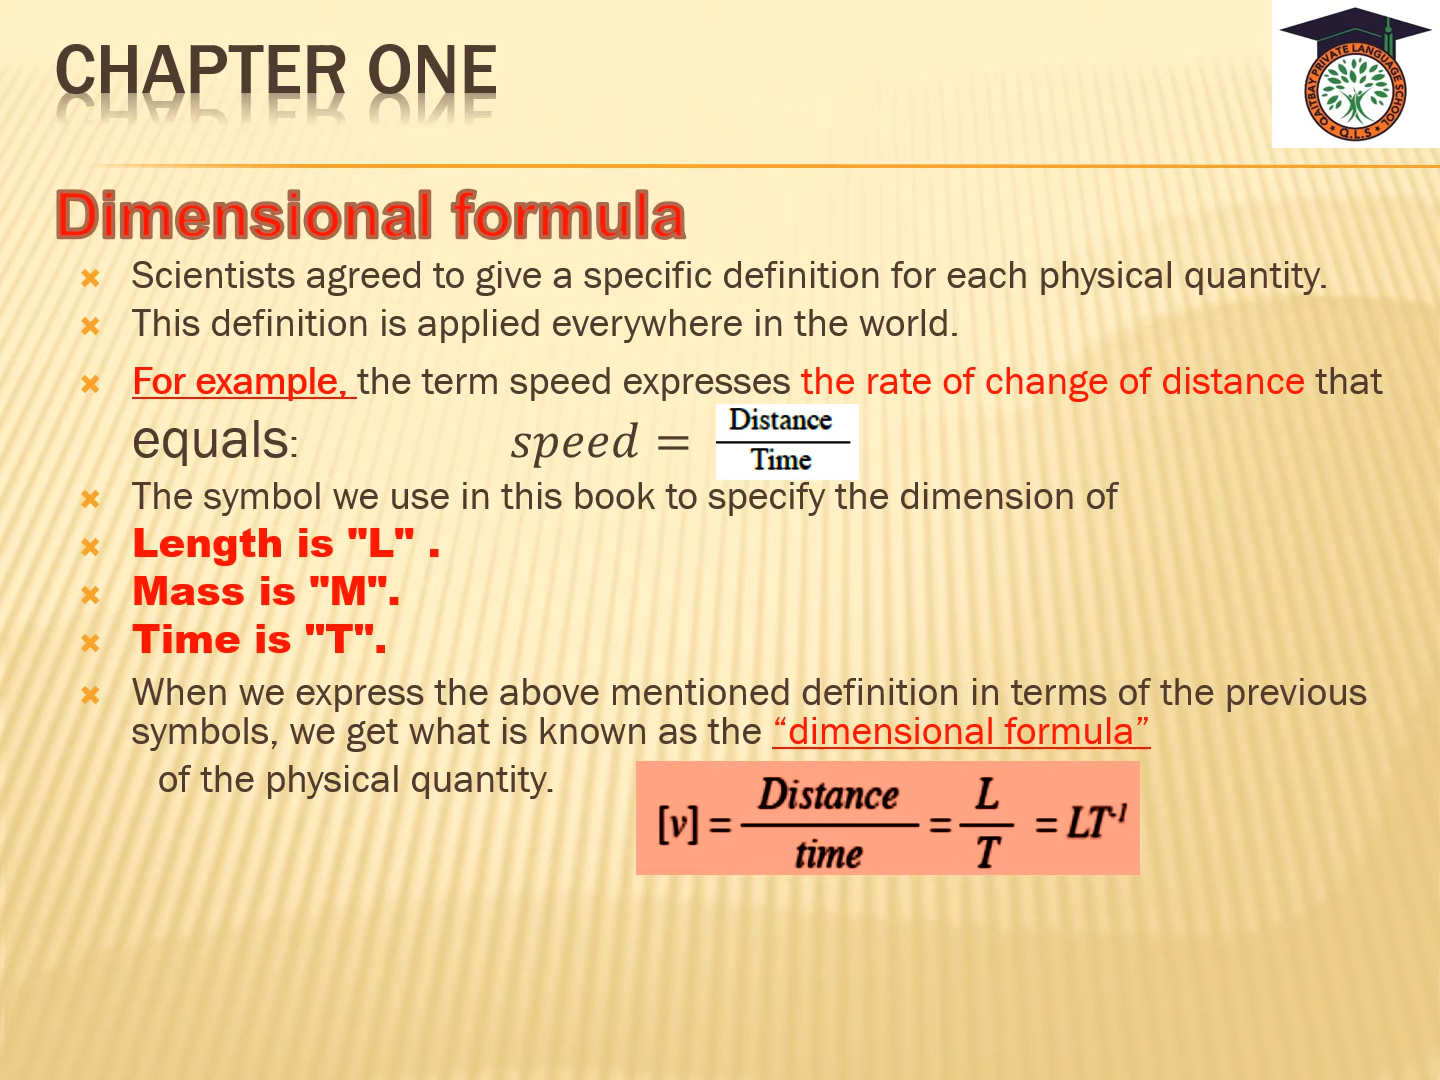 CHAPTER ONE
QAITBAY PRIVATE LANGUAGE SCHOOL
Q.L.S
Dimensional formula
Scientists agreed to give a specific definition for each physical quantity.
This definition is applied everywhere in the world.
For example, the term speed expresses the rate of change of distance that
equals: speed = Distance / Time
The symbol we use in this book to specify the dimension of
Length is "L" .
Mass is "M".
Time is "T".
When we express the above mentioned definition in terms of the previous
symbols, we get what is known as the “dimensional formula”
of the physical quantity.
[v] = Distance / time = L / T = LT⁻¹